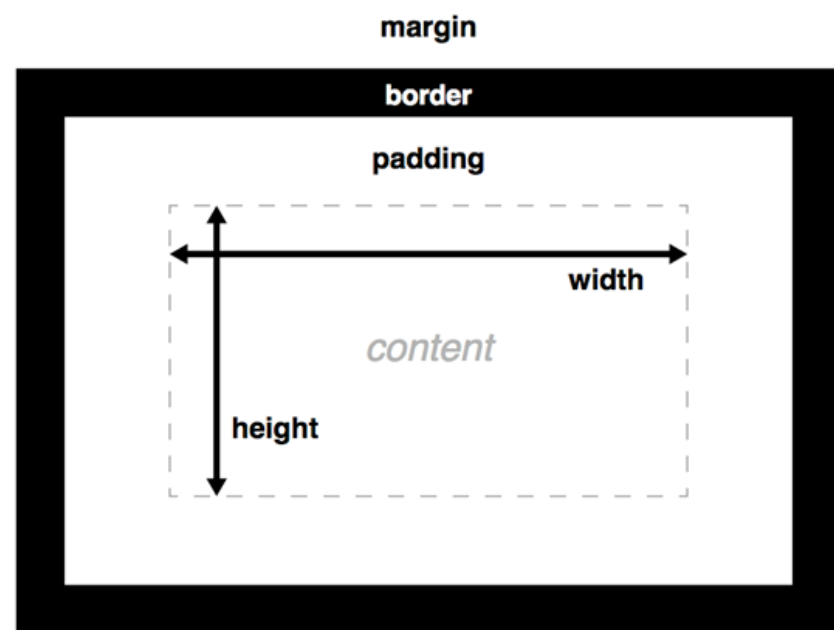 margin
border
padding
width
content
height